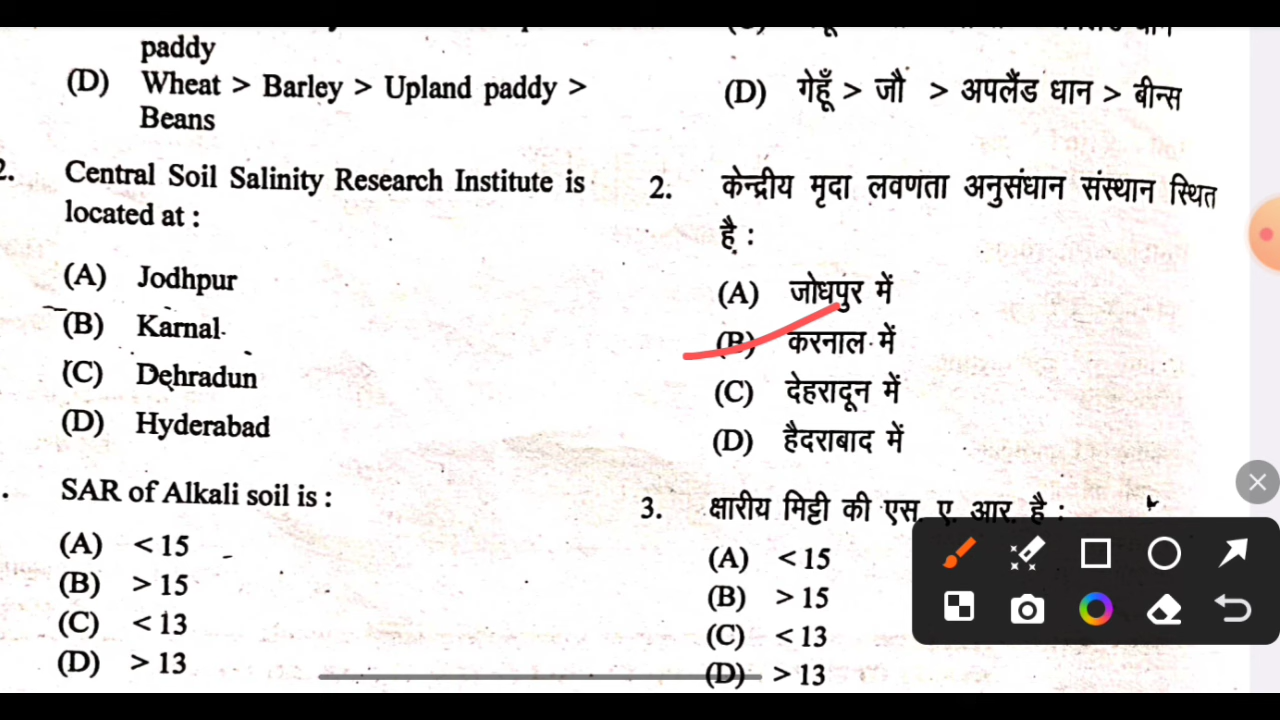 paddy
(D) Wheat > Barley > Upland paddy >
Beans
2. Central Soil Salinity Research Institute is
located at :
(A) Jodhpur
(B) Karnal
(C) Dehradun
(D) Hyderabad
SAR of Alkali soil is :
(A) < 15
(B) > 15
(C) < 13
(D) > 13
(D) गेहूँ > जौ > अपलैंड धान > बीन्स
2. केन्द्रीय मृदा लवणता अनुसंधान संस्थान स्थित
है :
(A) जोधपुर में
(B) करनाल में
(C) देहरादून में
(D) हैदराबाद में
3. क्षारीय मिट्टी की एस. ए. आर. है :
(A) < 15
(B) > 15
(C) < 13
(D) > 13